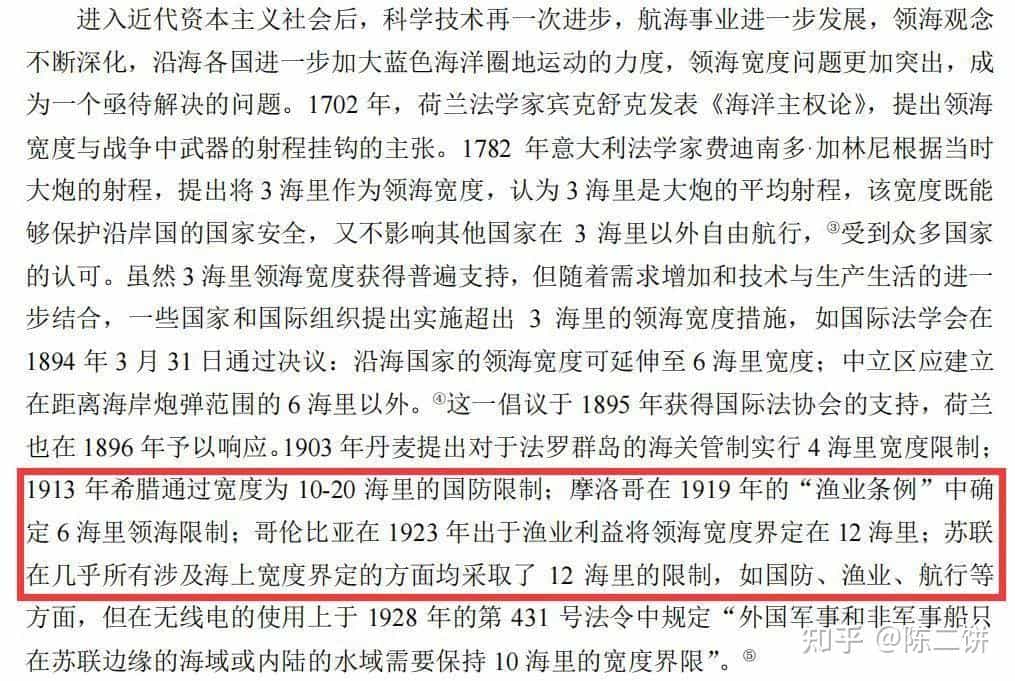 进入近代资本主义社会后，科学技术再一次进步，航海事业进一步发展，领海观念
不断深化，沿海各国进一步加大蓝色海洋圈地运动的力度，领海宽度问题更加突出，成
为一个亟待解决的问题。1702 年，荷兰法学家宾克舒克发表《海洋主权论》，提出领海
宽度与战争中武器的射程挂钩的主张。1782 年意大利法学家费迪南多·加林尼根据当时
大炮的射程，提出将 3 海里作为领海宽度，认为 3 海里是大炮的平均射程，该宽度既能
够保护沿岸国的国家安全，又不影响其他国家在 3 海里以外自由航行，③受到众多国家
的认可。虽然 3 海里领海宽度获得普遍支持，但随着需求增加和技术与生产生活的进一
步结合，一些国家和国际组织提出实施超出 3 海里的领海宽度措施，如国际法学会在
1894 年 3 月 31 日通过决议：沿海国家的领海宽度可延伸至 6 海里宽度；中立区应建立
在距离海岸炮弹范围的 6 海里以外。④这一倡议于 1895 年获得国际法协会的支持，荷兰
也在 1896 年予以响应。1903 年丹麦提出对于法罗群岛的海关管制实行 4 海里宽度限制；
1913 年希腊通过宽度为 10-20 海里的国防限制；摩洛哥在 1919 年的“渔业条例”中确
定 6 海里领海限制；哥伦比亚在 1923 年出于渔业利益将领海宽度界定在 12 海里；苏联
在几乎所有涉及海上宽度界定的方面均采取了 12 海里的限制，如国防、渔业、航行等
方面，但在无线电的使用上于 1928 年的第 431 号法令中规定“外国军事和非军事船只
在苏联边缘的海域或内陆的水域需要保持 10 海里的宽度界限”。⑤
知乎 @陈二饼